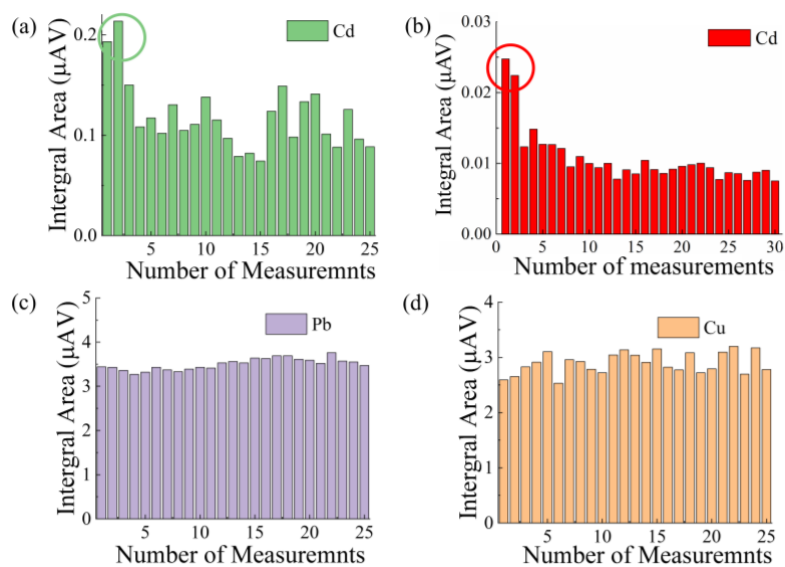 (a)
Cd
Intergral Area (μAV)
0.2
0.1
0.0
5
10
15
20
25
Number of Measuremnts
(b)
Cd
Integral Area (μAV)
0.03
0.02
0.01
0.00
0
5
10
15
20
25
30
Number of measurements
(c)
Pb
Intergral Area (μAV)
5
4
3
2
1
0
5
10
15
20
25
Number of Measuremnts
(d)
Cu
Intergral Area (μAV)
4
3
2
1
0
5
10
15
20
25
Number of Measuremnts